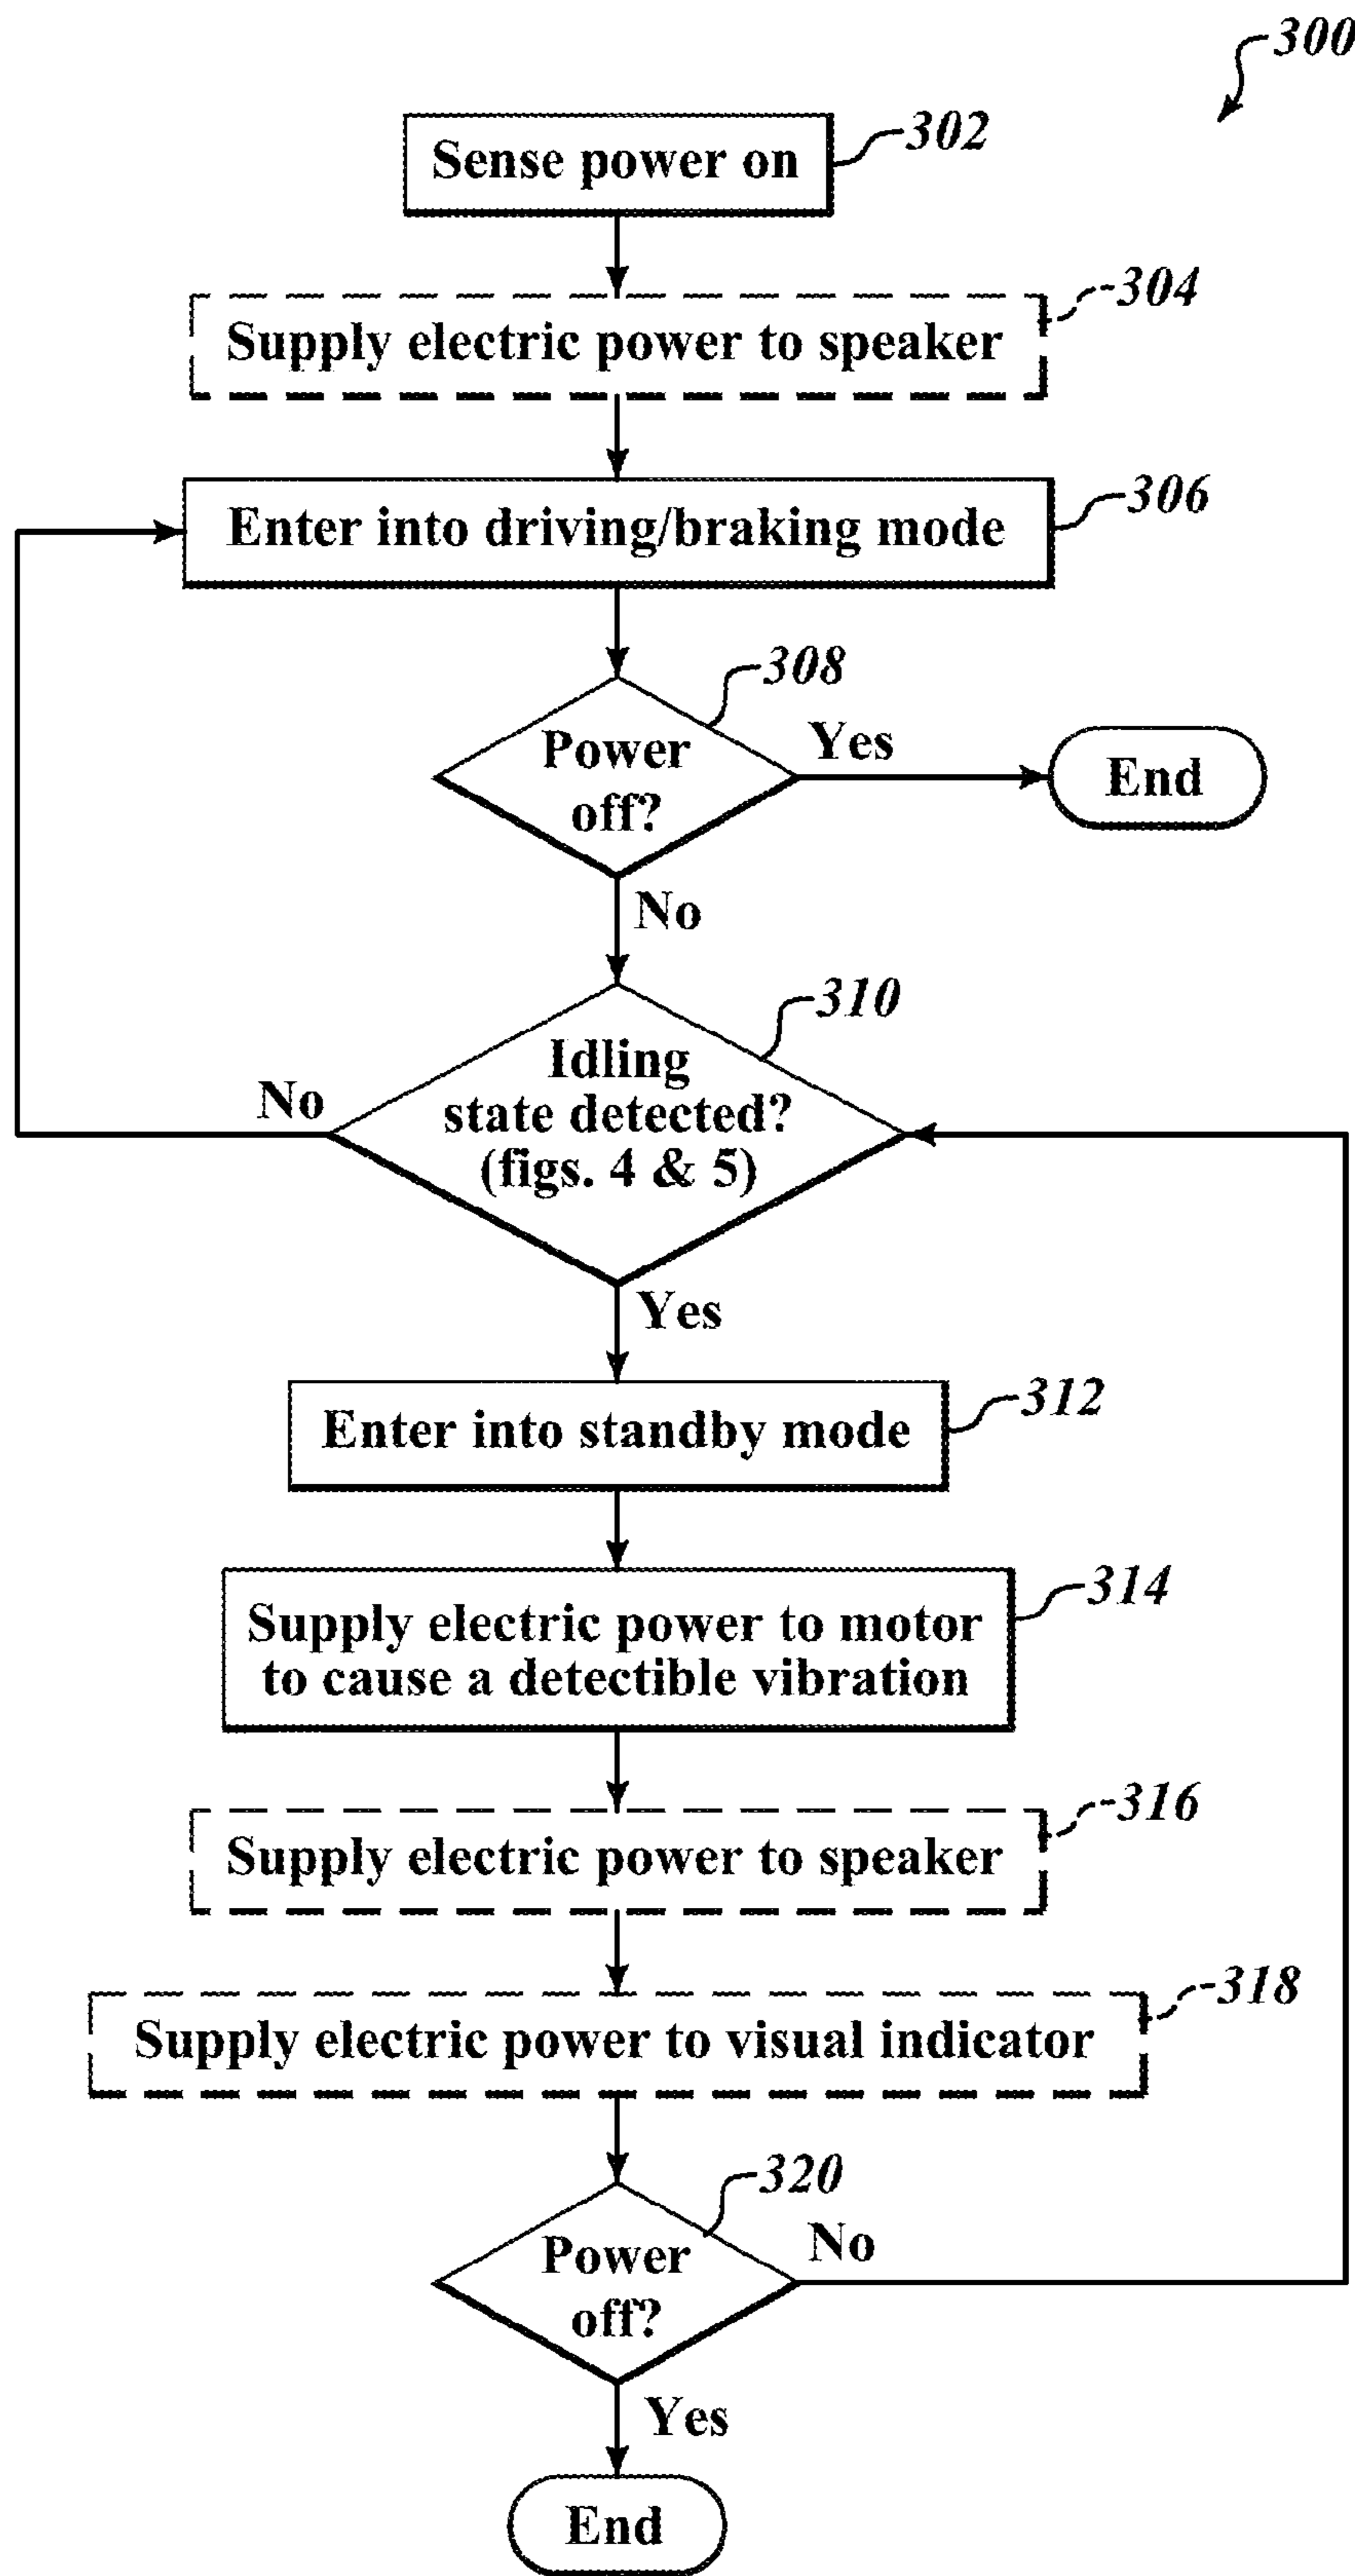 300
Sense power on
302
Supply electric power to speaker
304
Enter into driving/braking mode
306
308
Power
off?
Yes
End
No
310
Idling
state detected?
(figs. 4 & 5)
No
Yes
Enter into standby mode
312
Supply electric power to motor
to cause a detectible vibration
314
Supply electric power to speaker
316
Supply electric power to visual indicator
318
320
Power
off?
No
Yes
End